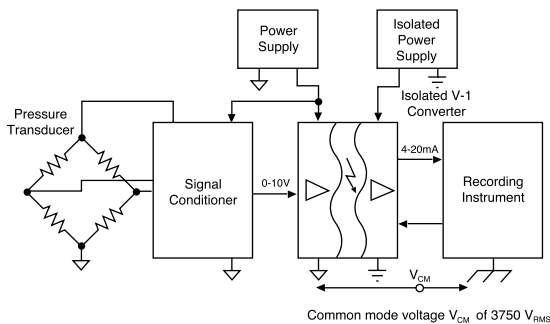 Power
Supply
Isolated
Power
Supply
Isolated V-1
Converter
Pressure
Transducer
Signal
Conditioner
0-10V
4-20mA
Recording
Instrument
VCM
Common mode voltage VCM of 3750 VRMS